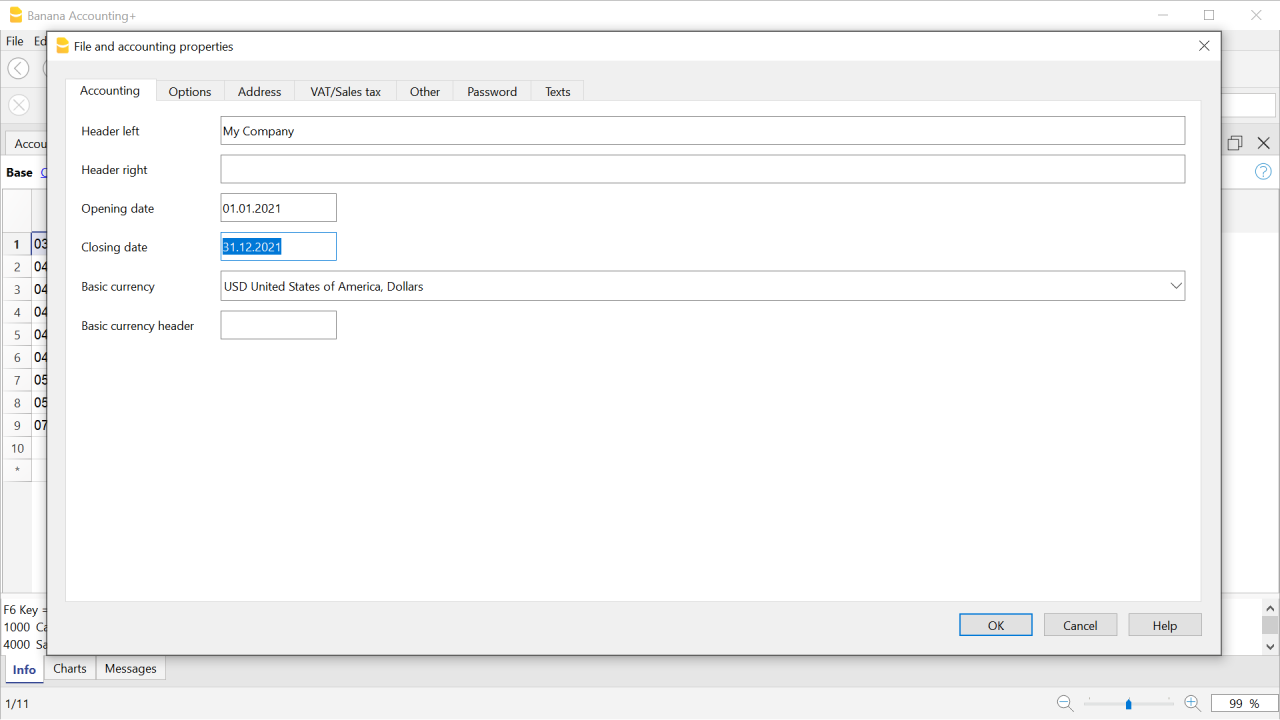 Banana Accounting+
File Ed
File and accounting properties
Accounting Options Address VAT/Sales tax Other Password Texts
Header left My Company
Header right
Opening date 01.01.2021
Closing date 31.12.2021
Basic currency USD United States of America, Dollars
Basic currency header
OK Cancel Help
Accou
Base
1 03
2 04
3 04
4 04
5 04
6 04
7 05
8 05
9 07
10
*
F6 Key =
1000 Ca
4000 Sa
Info Charts Messages
1/11
99 %